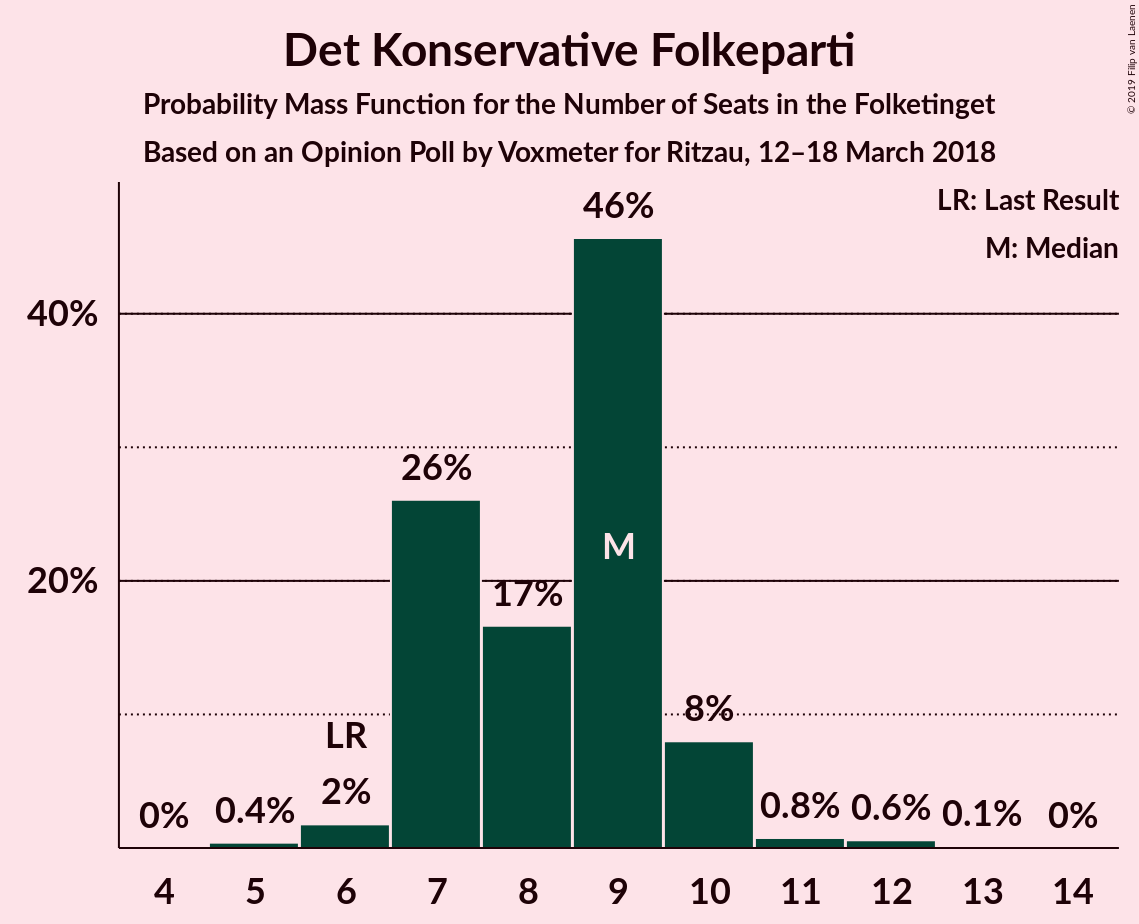 Det Konservative Folkeparti
Probability Mass Function for the Number of Seats in the Folketinget
Based on an Opinion Poll by Voxmeter for Ritzau, 12–18 March 2018
© 2019 Filip van Laenen
LR: Last Result
M: Median
40%
20%
0%
0.4%
LR
2%
26%
17%
46%
M
8%
0.8%
0.6%
0.1%
0%
4 5 6 7 8 9 10 11 12 13 14